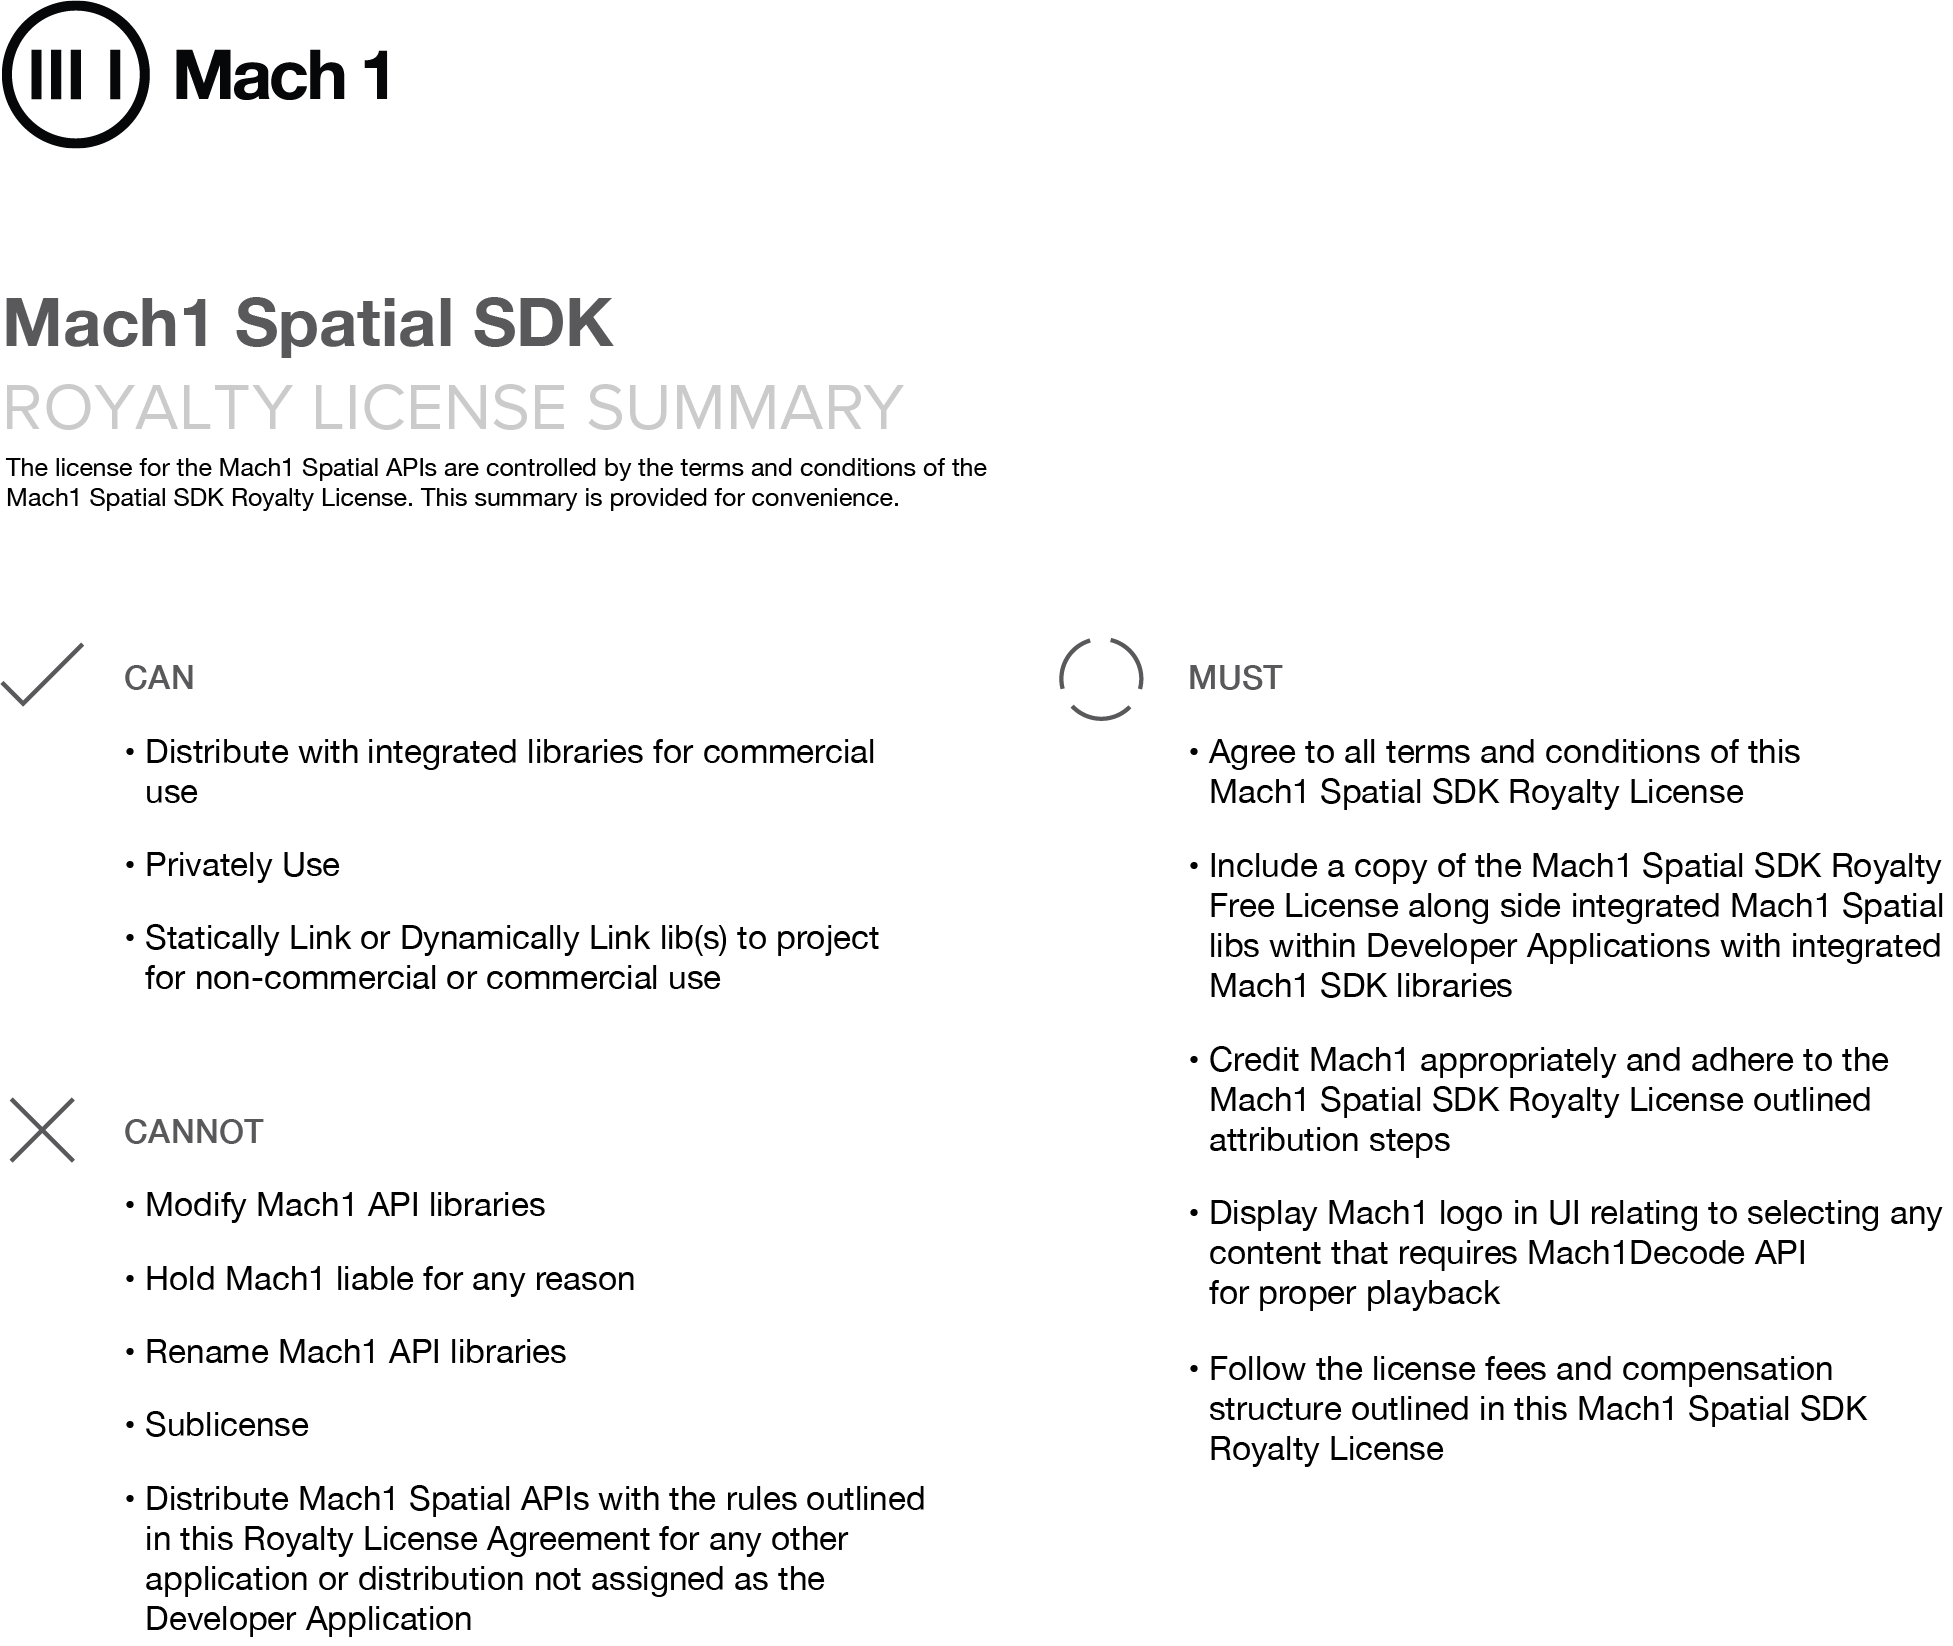 Mach 1
Mach1 Spatial SDK
ROYALTY LICENSE SUMMARY
The license for the Mach1 Spatial APIs are controlled by the terms and conditions of the
Mach1 Spatial SDK Royalty License. This summary is provided for convenience.
CAN
• Distribute with integrated libraries for commercial
use
• Privately Use
• Statically Link or Dynamically Link lib(s) to project
for non-commercial or commercial use
CANNOT
• Modify Mach1 API libraries
• Hold Mach1 liable for any reason
• Rename Mach1 API libraries
• Sublicense
• Distribute Mach1 Spatial APIs with the rules outlined
in this Royalty License Agreement for any other
application or distribution not assigned as the
Developer Application
MUST
• Agree to all terms and conditions of this
Mach1 Spatial SDK Royalty License
• Include a copy of the Mach1 Spatial SDK Royalty
Free License along side integrated Mach1 Spatial
libs within Developer Applications with integrated
Mach1 SDK libraries
• Credit Mach1 appropriately and adhere to the
Mach1 Spatial SDK Royalty License outlined
attribution steps
• Display Mach1 logo in UI relating to selecting any
content that requires Mach1Decode API
for proper playback
• Follow the license fees and compensation
structure outlined in this Mach1 Spatial SDK
Royalty License